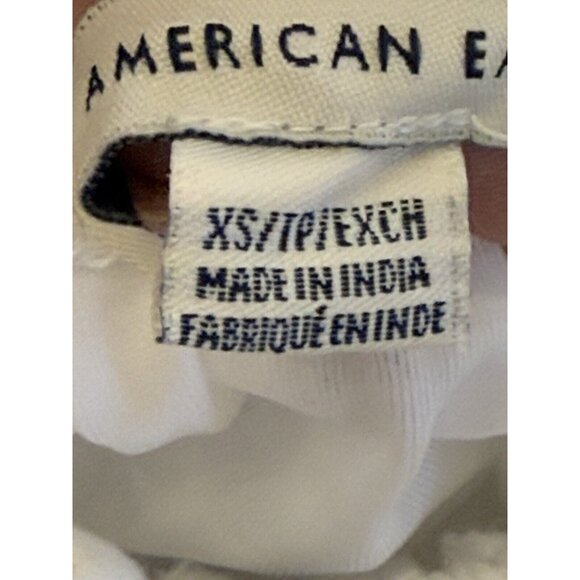 AMERICAN EA
XS/TP/EXCH
MADE IN INDIA
FABRIQUÉ EN INDE